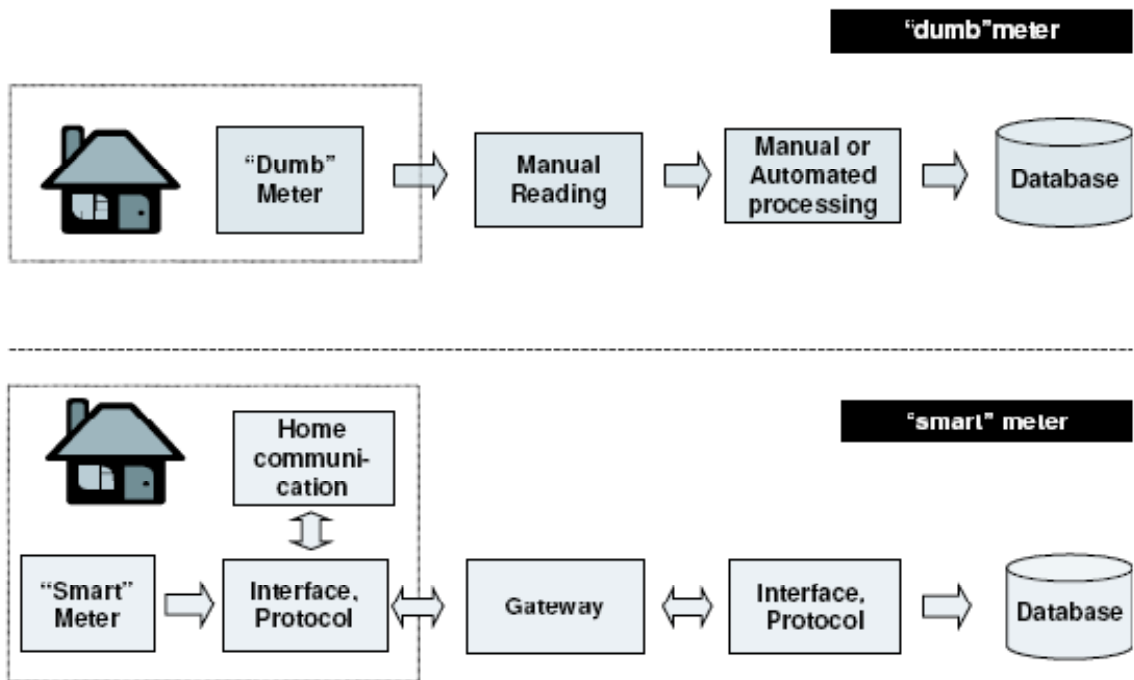 “dumb”meter
“Dumb”
Meter
Manual
Reading
Manual or
Automated
processing
Database
“smart” meter
Home
communi-
cation
“Smart”
Meter
Interface,
Protocol
Gateway
Interface,
Protocol
Database